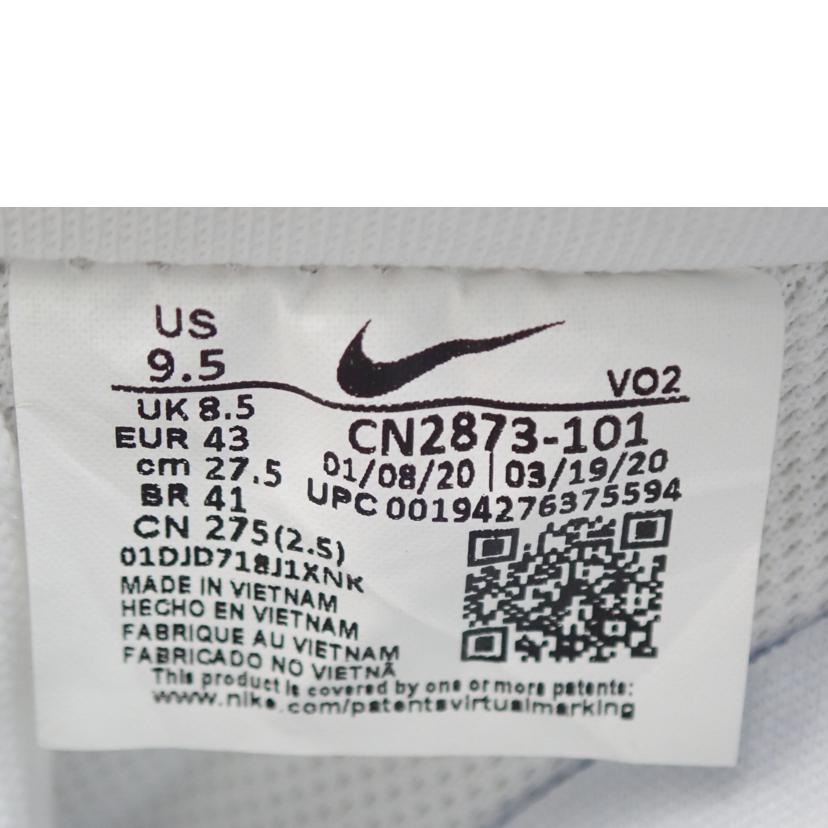 US
9.5
VO2
UK 8.5
EUR 43
cm 27.5
BR 41
CN 275(2.5)
CN2873-101
01/08/20 | 03/19/20
UPC 00194276375594
01DJD718J1XNK
MADE IN VIETNAM
HECHO EN VIETNAM
FABRIQUE AU VIETNAM
FABRICADO NO VIETNÃ
This product is covered by one or more patents:
www.nike.com/patentsvirtualmarking